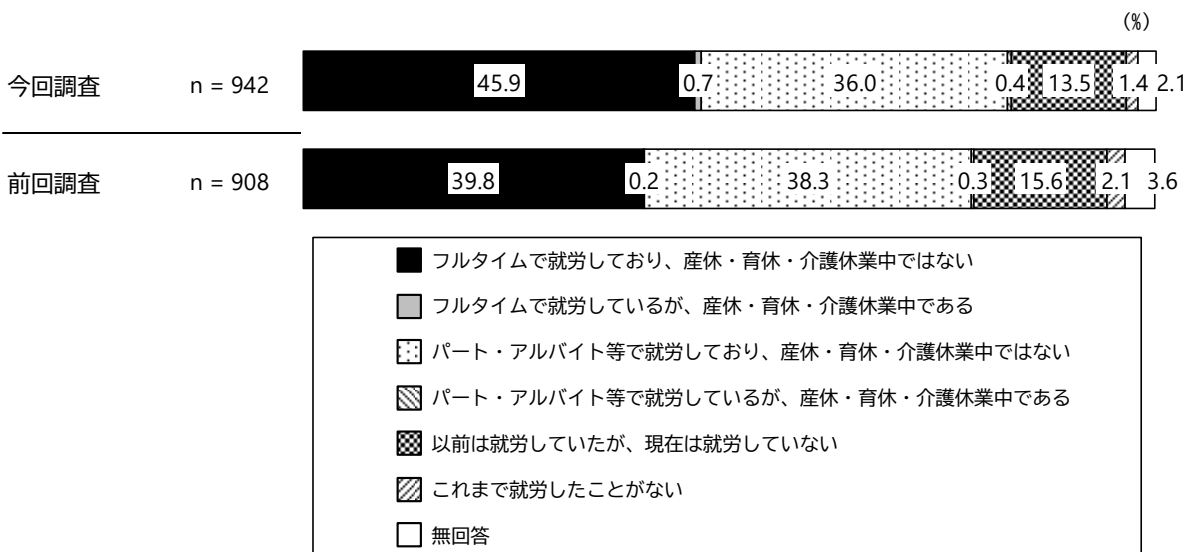 (%)
今回調査 n = 942 45.9 0.7 36.0 0.4 13.5 1.4 2.1
前回調査 n = 908 39.8 0.2 38.3 0.3 15.6 2.1 3.6
フルタイムで就労しており、産休・育休・介護休業中ではない
フルタイムで就労しているが、産休・育休・介護休業中である
パート・アルバイト等で就労しており、産休・育休・介護休業中ではない
パート・アルバイト等で就労しているが、産休・育休・介護休業中である
以前は就労していたが、現在は就労していない
これまで就労したことがない
無回答